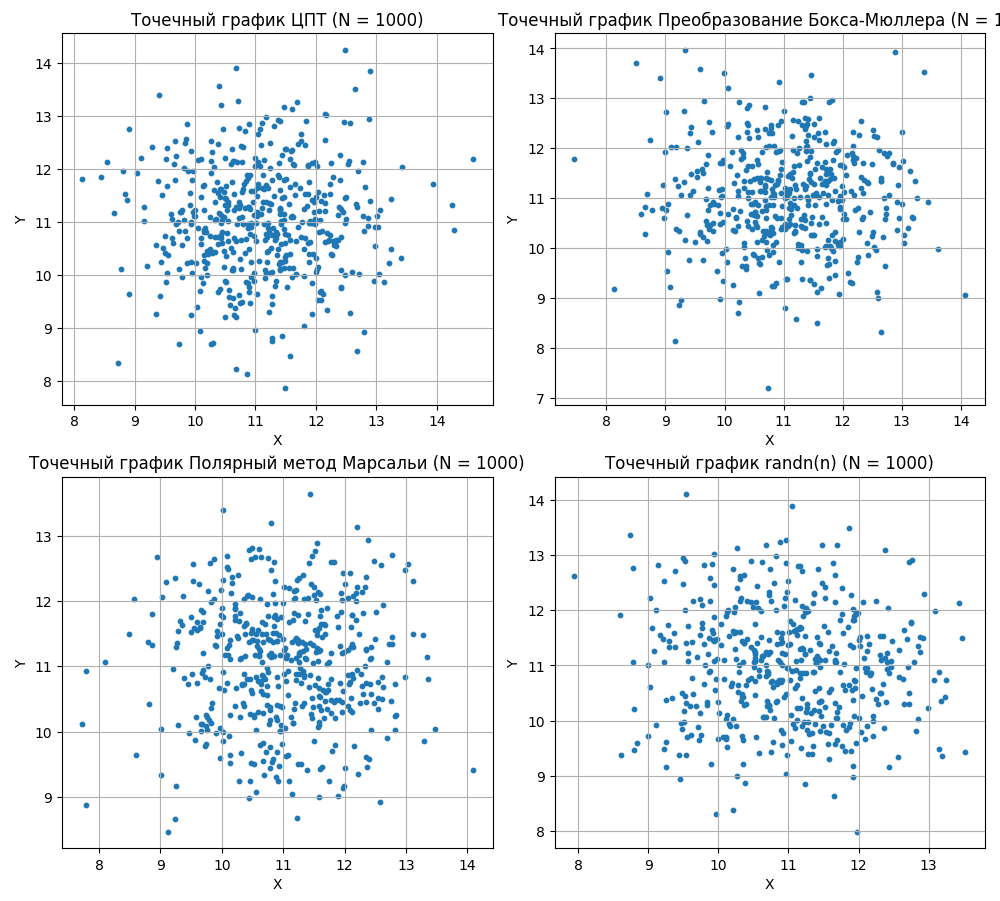 Точечный график ЦПТ (N = 1000)
14
13
12
11
10
9
8
Y
8 9 10 11 12 13 14
X
Точечный график Преобразование Бокса-Мюллера (N = 1
14
13
12
11
10
9
8
7
Y
8 9 10 11 12 13 14
X
Точечный график Полярный метод Марсальи (N = 1000)
13
12
11
10
9
Y
8 9 10 11 12 13 14
X
Точечный график randn(n) (N = 1000)
14
13
12
11
10
9
8
Y
8 9 10 11 12 13
X